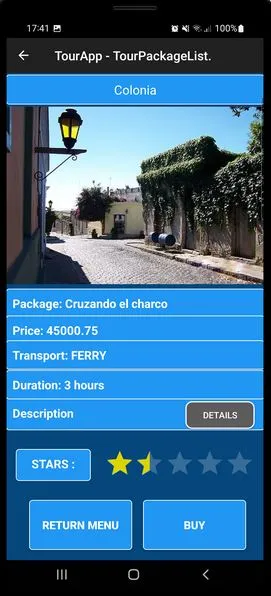 17:41 100%
TourApp - TourPackageList.
Colonia
Package: Cruzando el charco
Price: 45000.75
Transport: FERRY
Duration: 3 hours
Description DETAILS
STARS :
RETURN MENU BUY